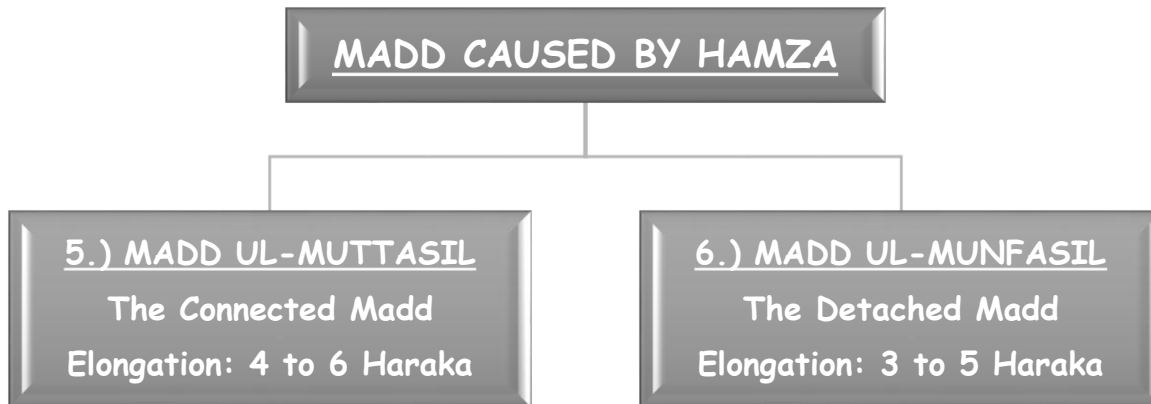 MADD CAUSED BY HAMZA
5.) MADD UL-MUTTASIL
The Connected Madd
Elongation: 4 to 6 Haraka
6.) MADD UL-MUNFASIL
The Detached Madd
Elongation: 3 to 5 Haraka